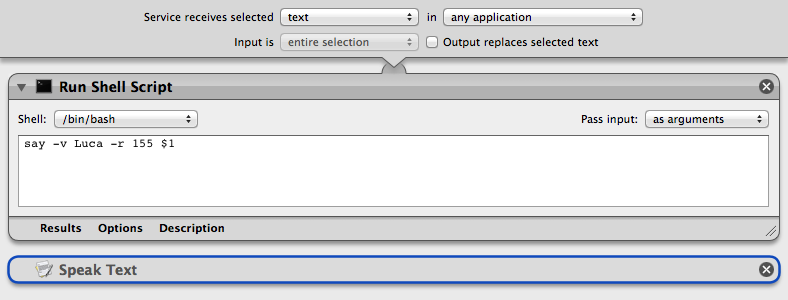 Service receives selected text in any application
Input is entire selection Output replaces selected text
Run Shell Script
Shell: /bin/bash Pass input: as arguments
say -v Luca -r 155 $1
Results Options Description
Speak Text